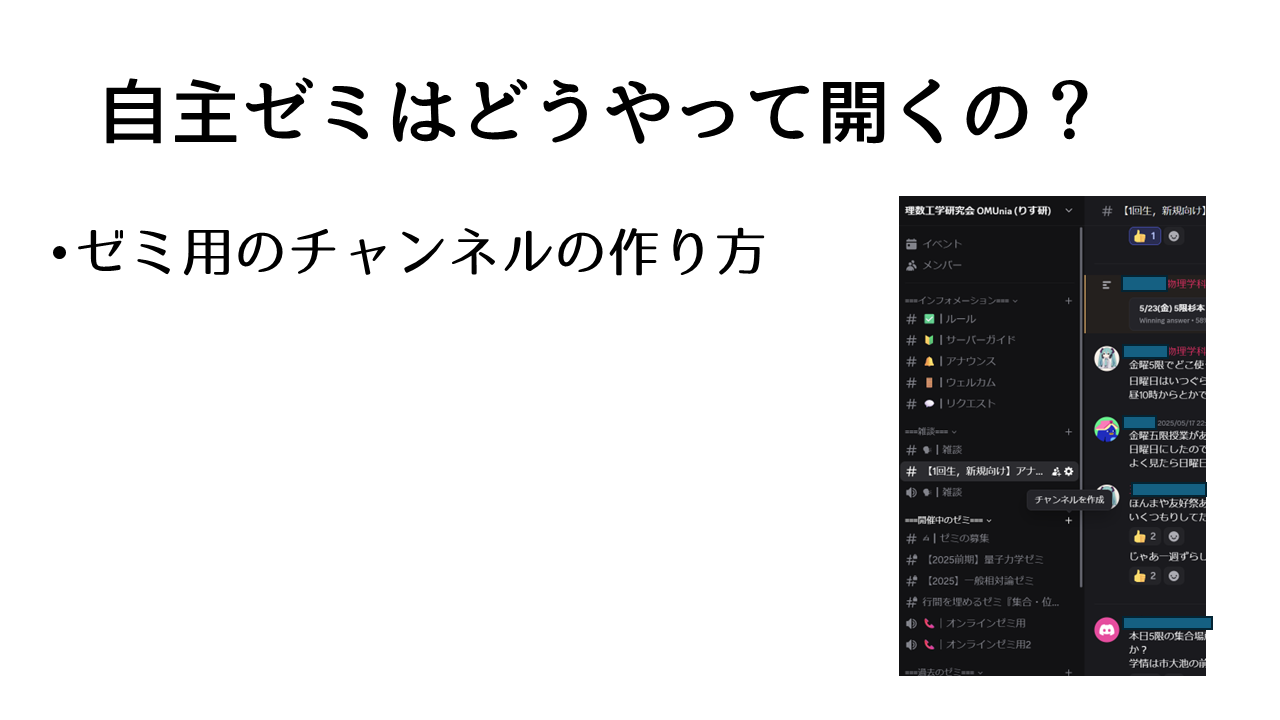 自主ゼミはどうやって開くの？
•ゼミ用のチャンネルの作り方
理数工学研究会 OMUnia (りす研)
イベント
メンバー
===インフォメーション===
# ✅┃ルール
# 🔰┃サーバーガイド
# 🔔┃アナウンス
# 🚪┃ウェルカム
# 💬┃リクエスト
===雑談===
# 🗣┃雑談
# 【1回生，新規向け】アナ...
🗣┃雑談
チャンネルを作成
===開催中のゼミ===
# ✍┃ゼミの募集
【2025前期】量子力学ゼミ
【2025】一般相対論ゼミ
行間を埋めるゼミ『集合・位...
📞┃オンラインゼミ用
📞┃オンラインゼミ用2
===過去のゼミ===
# 【1回生，新規向け】
👍 1
物理学科
5/23(金) 5限杉本
Winning answer • 58
物理学科
金曜5限でどこ使
日曜日はいつぐら
昼10時からとかで
2025/05/17 22:
金曜五限授業があ
日曜日にしたので
よく見たら日曜日
ほんまや友好祭あ
いくつもりしてた
👍 2
じゃあ一週ずらし
👍 2
本日5限の集合場
か？
学情は市大池の前